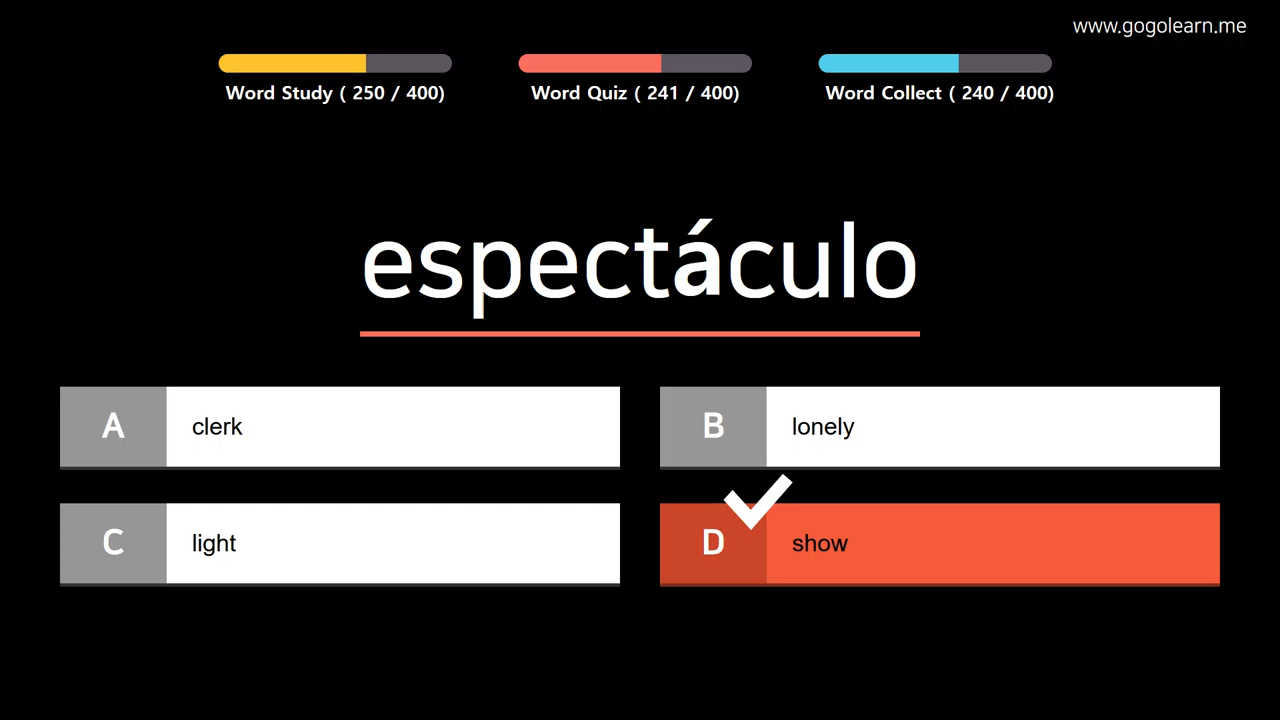 www.gogolearn.me
Word Study ( 250 / 400)
Word Quiz ( 241 / 400)
Word Collect ( 240 / 400)
espectáculo
A clerk
B lonely
C light
D show